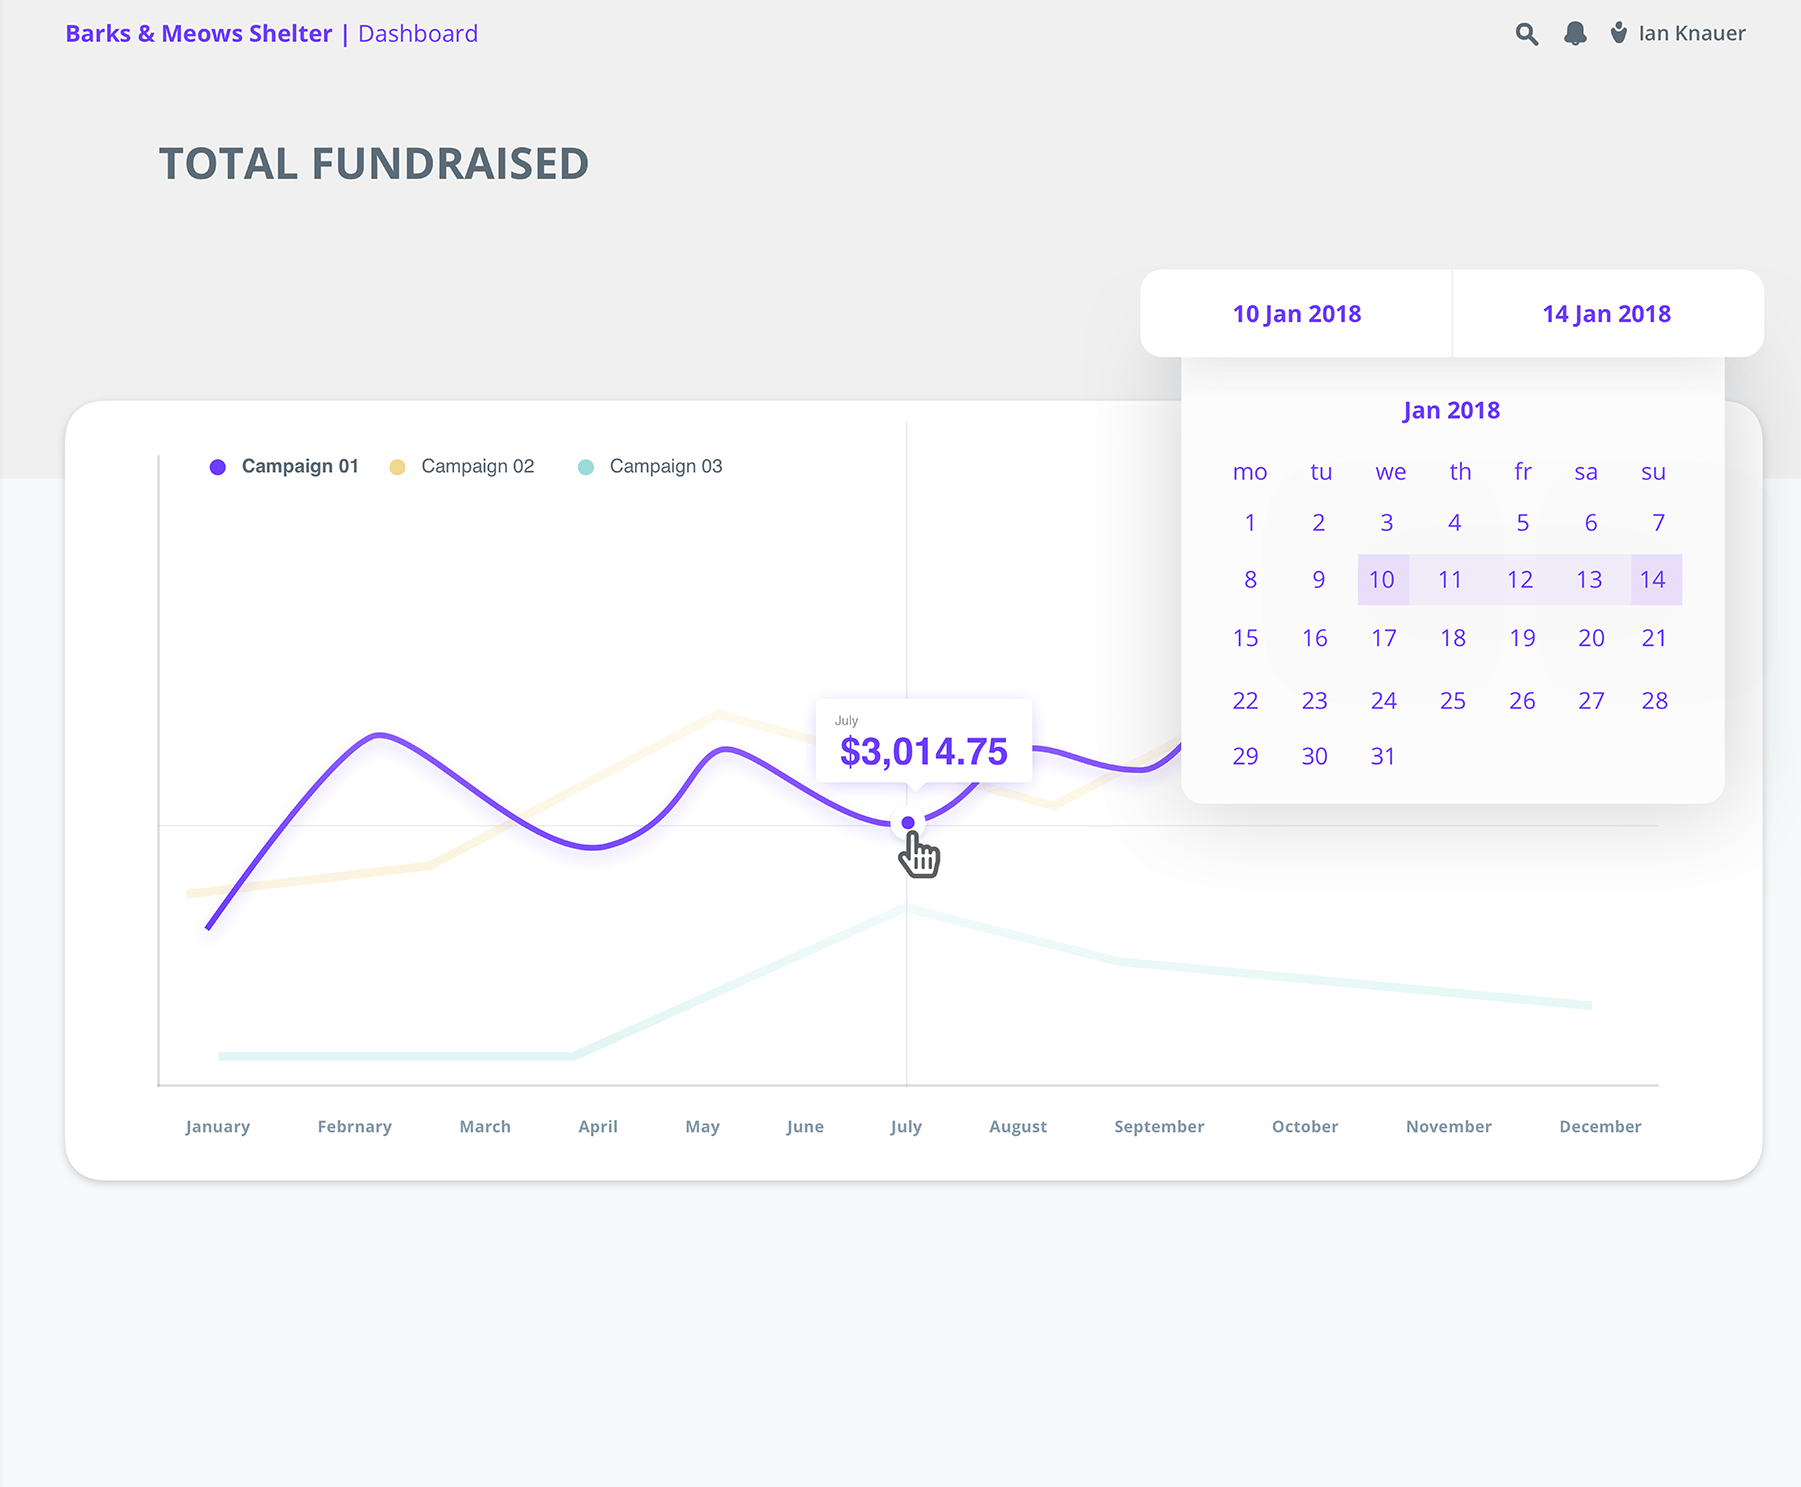 Barks & Meows Shelter | Dashboard
Ian Knauer
TOTAL FUNDRAISED
10 Jan 2018
14 Jan 2018
Jan 2018
mo tu we th fr sa su
1 2 3 4 5 6 7
8 9 10 11 12 13 14
15 16 17 18 19 20 21
22 23 24 25 26 27 28
29 30 31
Campaign 01
Campaign 02
Campaign 03
July
$3,014.75
January Febrnary March April May June July August September October November December